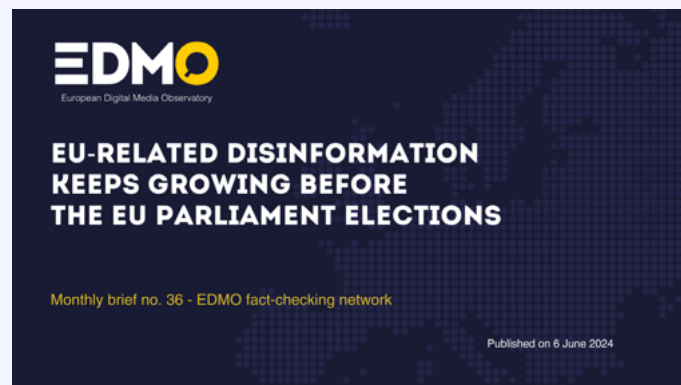 EDMO
European Digital Media Observatory
EU-RELATED DISINFORMATION
KEEPS GROWING BEFORE
THE EU PARLIAMENT ELECTIONS
Monthly brief no. 36 - EDMO fact-checking network
Published on 6 June 2024